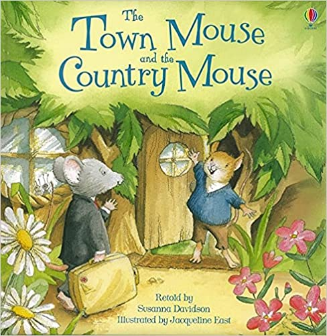 The
Town Mouse
and the
Country Mouse
Retold by
Susanna Davidson
Illustrated by Jacqueline East